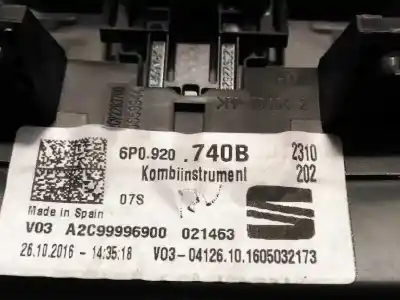 6P0.920 .740B 2310
Kombiinstrument 202
07S
Made in Spain
V03 A2C99996900 021463
26.10.2016 - 14:35:18 V03-04126.10.1605032173